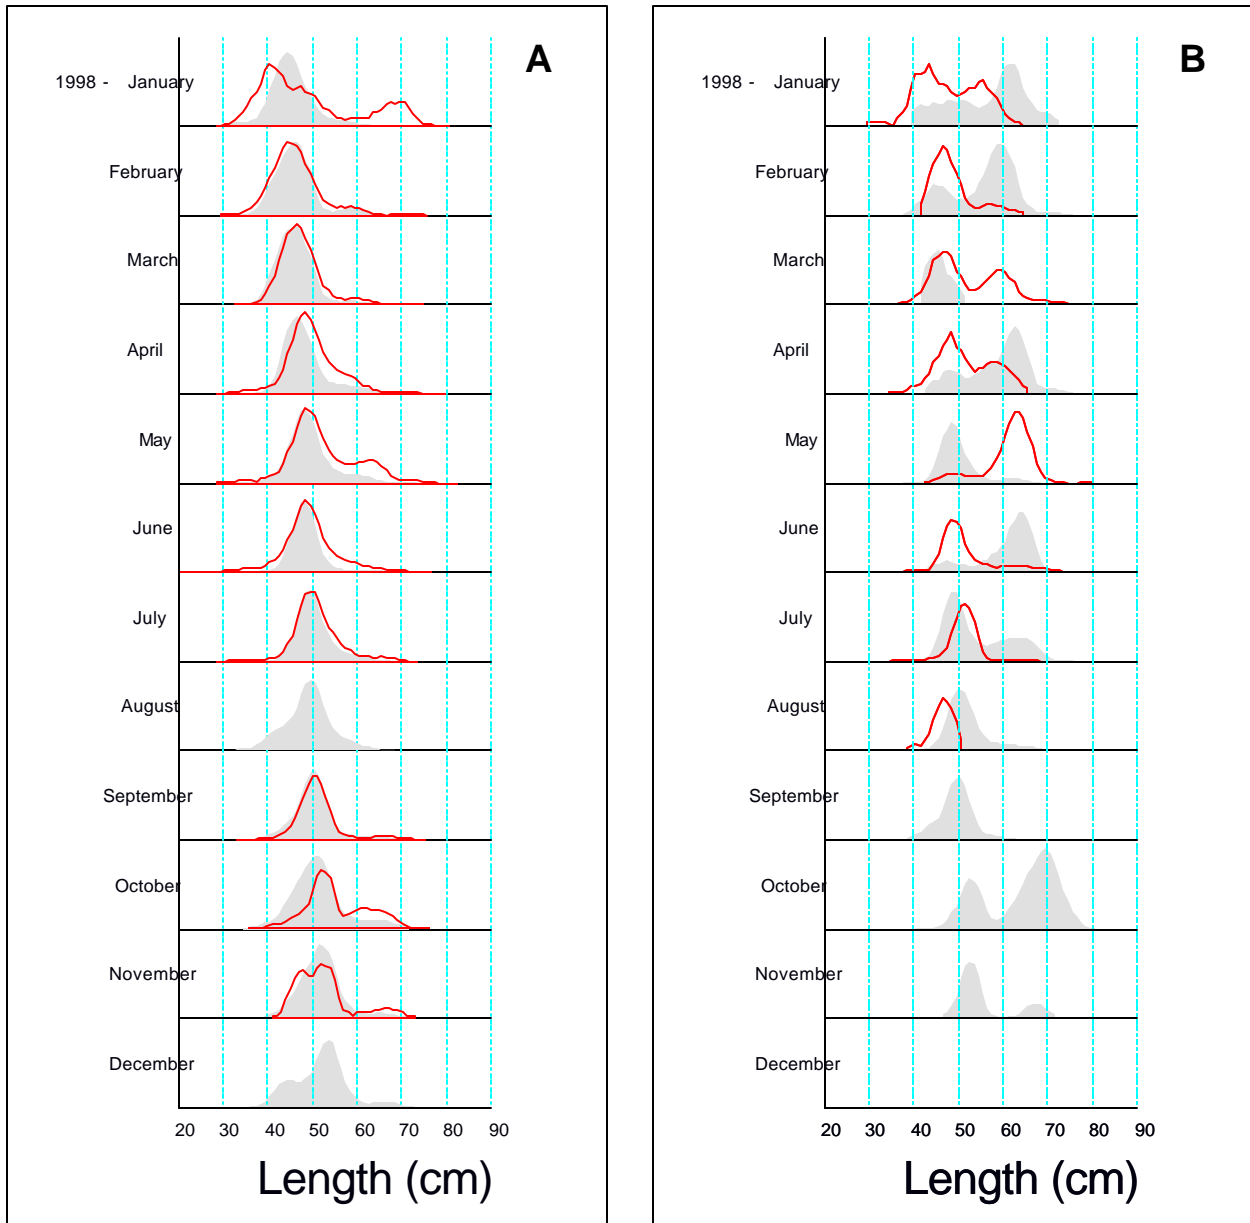 A
1998 - January
February
March
April
May
June
July
August
September
October
November
December
20 30 40 50 60 70 80 90
Length (cm)
B
1998 - January
February
March
April
May
June
July
August
September
October
November
December
20 30 40 50 60 70 80 90
Length (cm)